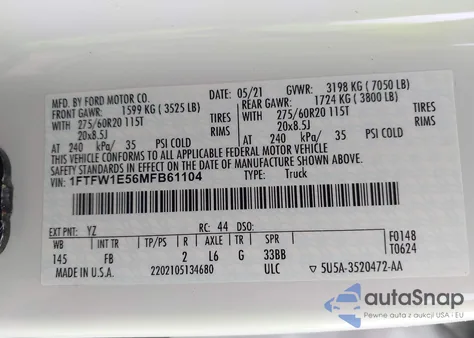 MFD. BY FORD MOTOR CO. 05/21 GVWR: 3198 KG ( 7050 LB)
FRONT GAWR: 1599 KG ( 3525 LB) REAR GAWR: 1724 KG ( 3800 LB)
WITH 275/60R20 115T TIRES WITH 275/60R20 115T TIRES
20x8.5J RIMS 20x8.5J RIMS
AT 240 kPa/ 35 PSI COLD AT 240 kPa/ 35 PSI COLD
THIS VEHICLE CONFORMS TO ALL APPLICABLE FEDERAL MOTOR VEHICLE
SAFETY STANDARDS IN EFFECT ON THE DATE OF MANUFACTURE SHOWN ABOVE.
VIN: 1FTFW1E56MFB61104 TYPE: Truck
EXT PNT: YZ RC: 44 DSO: F0148
WB INT TR TP/PS R AXLE TR SPR T0624
145 FB 2 L6 G 33BB
MADE IN U.S.A. 2202105134680 ULC ▽ 5U5A-3520472-AA
autoSnap
Pewne auta z aukcji USA - EU